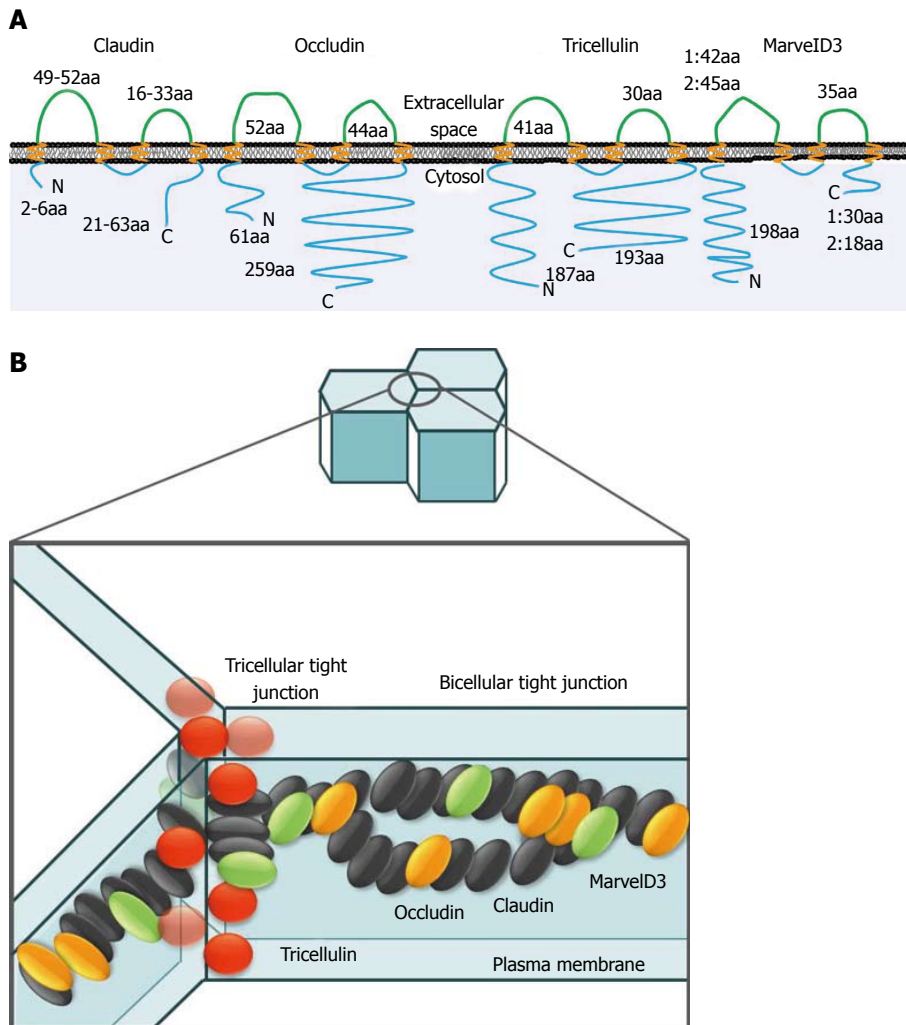 A
Claudin
Occludin
Tricellulin
MarvelD3
49-52aa
16-33aa
52aa
44aa
Extracellular
space
Cytosol
41aa
30aa
1:42aa
2:45aa
35aa
N
2-6aa
21-63aa
C
N
61aa
259aa
C
N
187aa
C
193aa
N
198aa
C
1:30aa
2:18aa
B
Tricellular tight
junction
Bicellular tight junction
Occludin
Claudin
MarvelD3
Tricellulin
Plasma membrane